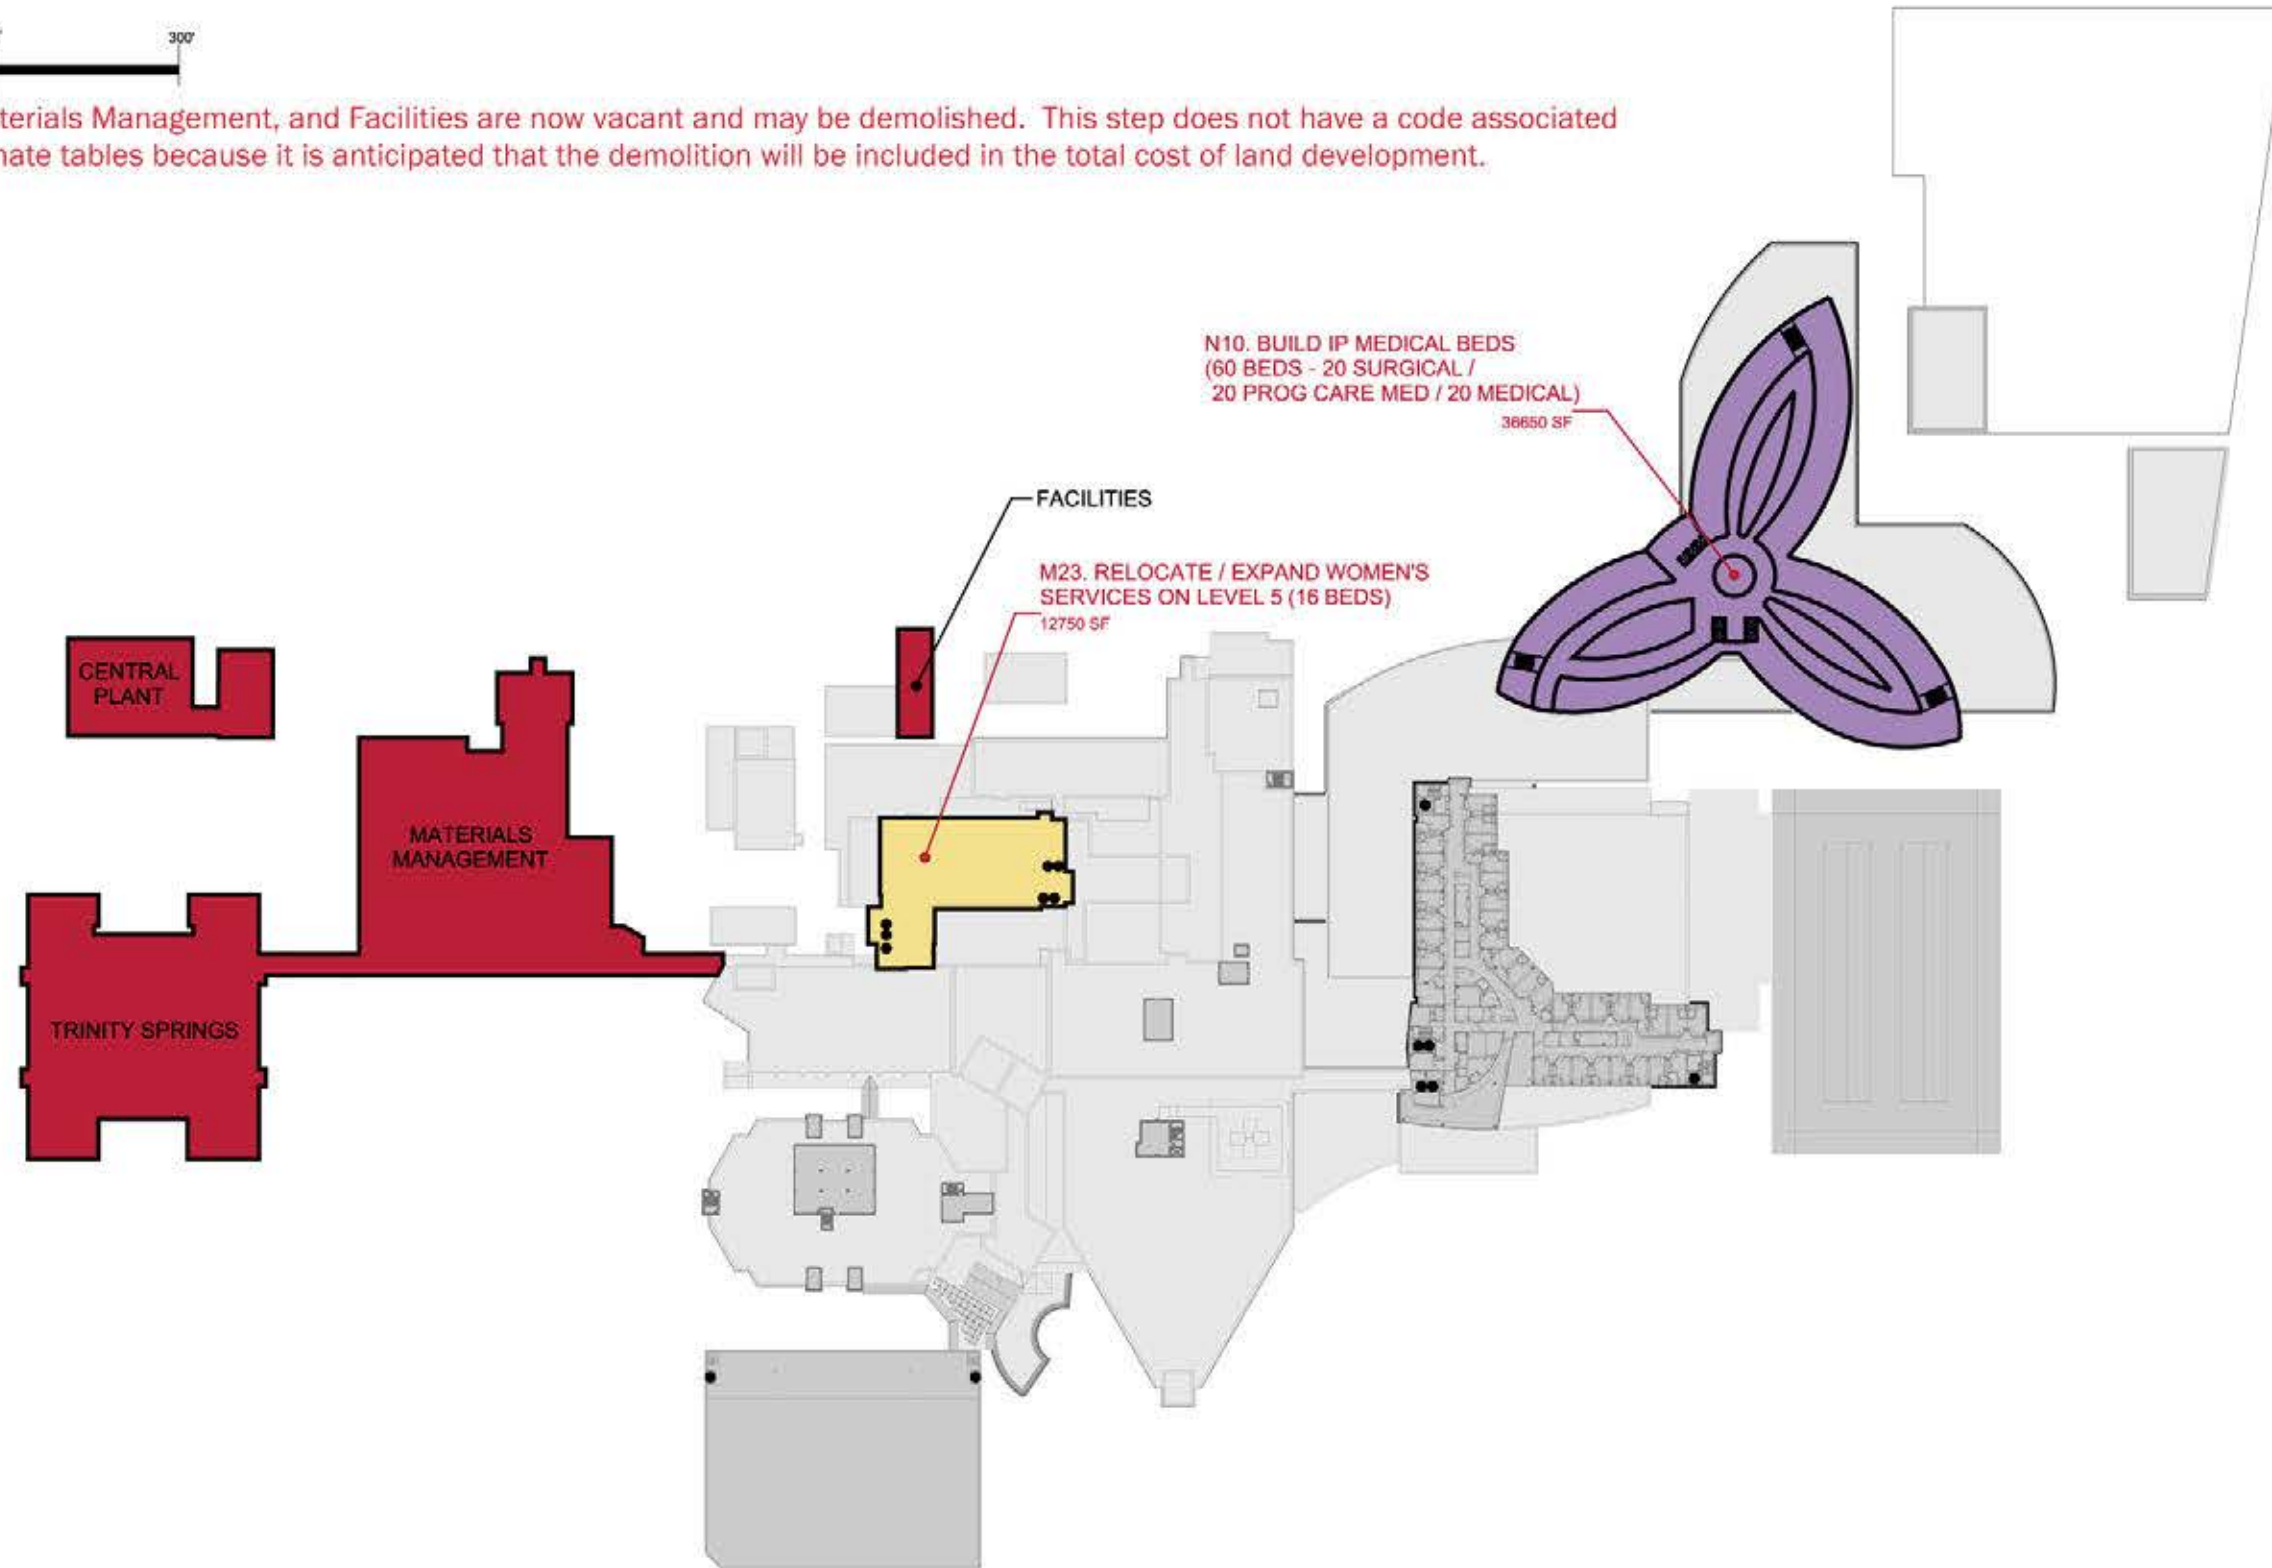 300'
terials Management, and Facilities are now vacant and may be demolished. This step does not have a code associated
nate tables because it is anticipated that the demolition will be included in the total cost of land development.
N10. BUILD IP MEDICAL BEDS
(60 BEDS - 20 SURGICAL /
20 PROG CARE MED / 20 MEDICAL)
36650 SF
FACILITIES
M23. RELOCATE / EXPAND WOMEN'S
SERVICES ON LEVEL 5 (16 BEDS)
12750 SF
CENTRAL
PLANT
MATERIALS
MANAGEMENT
TRINITY SPRINGS